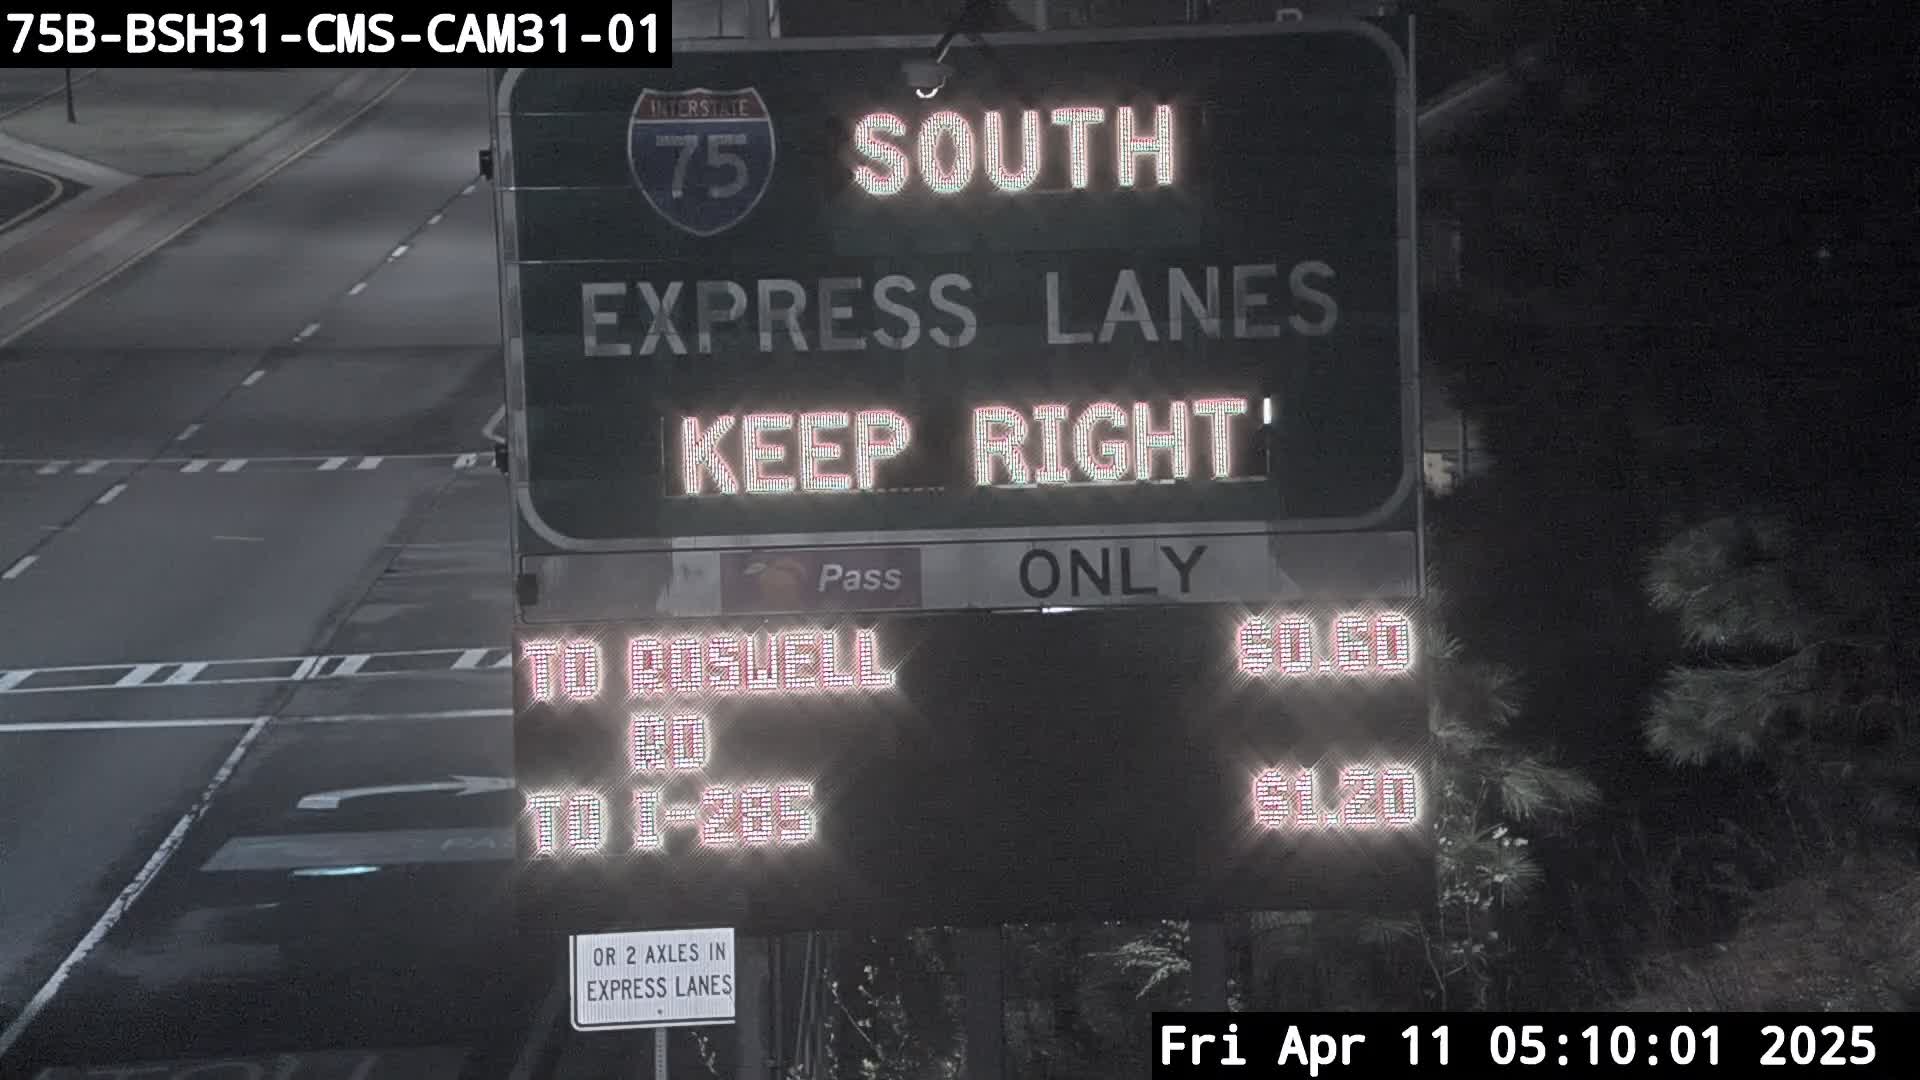 75B-BSH31-CMS-CAM31-01
INTERSTATE
75
SOUTH
EXPRESS LANES
KEEP RIGHT
Pass ONLY
TO ROSWELL $0.60
RD
TO I-285 $1.20
OR 2 AXLES IN
EXPRESS LANES
Fri Apr 11 05:10:01 2025